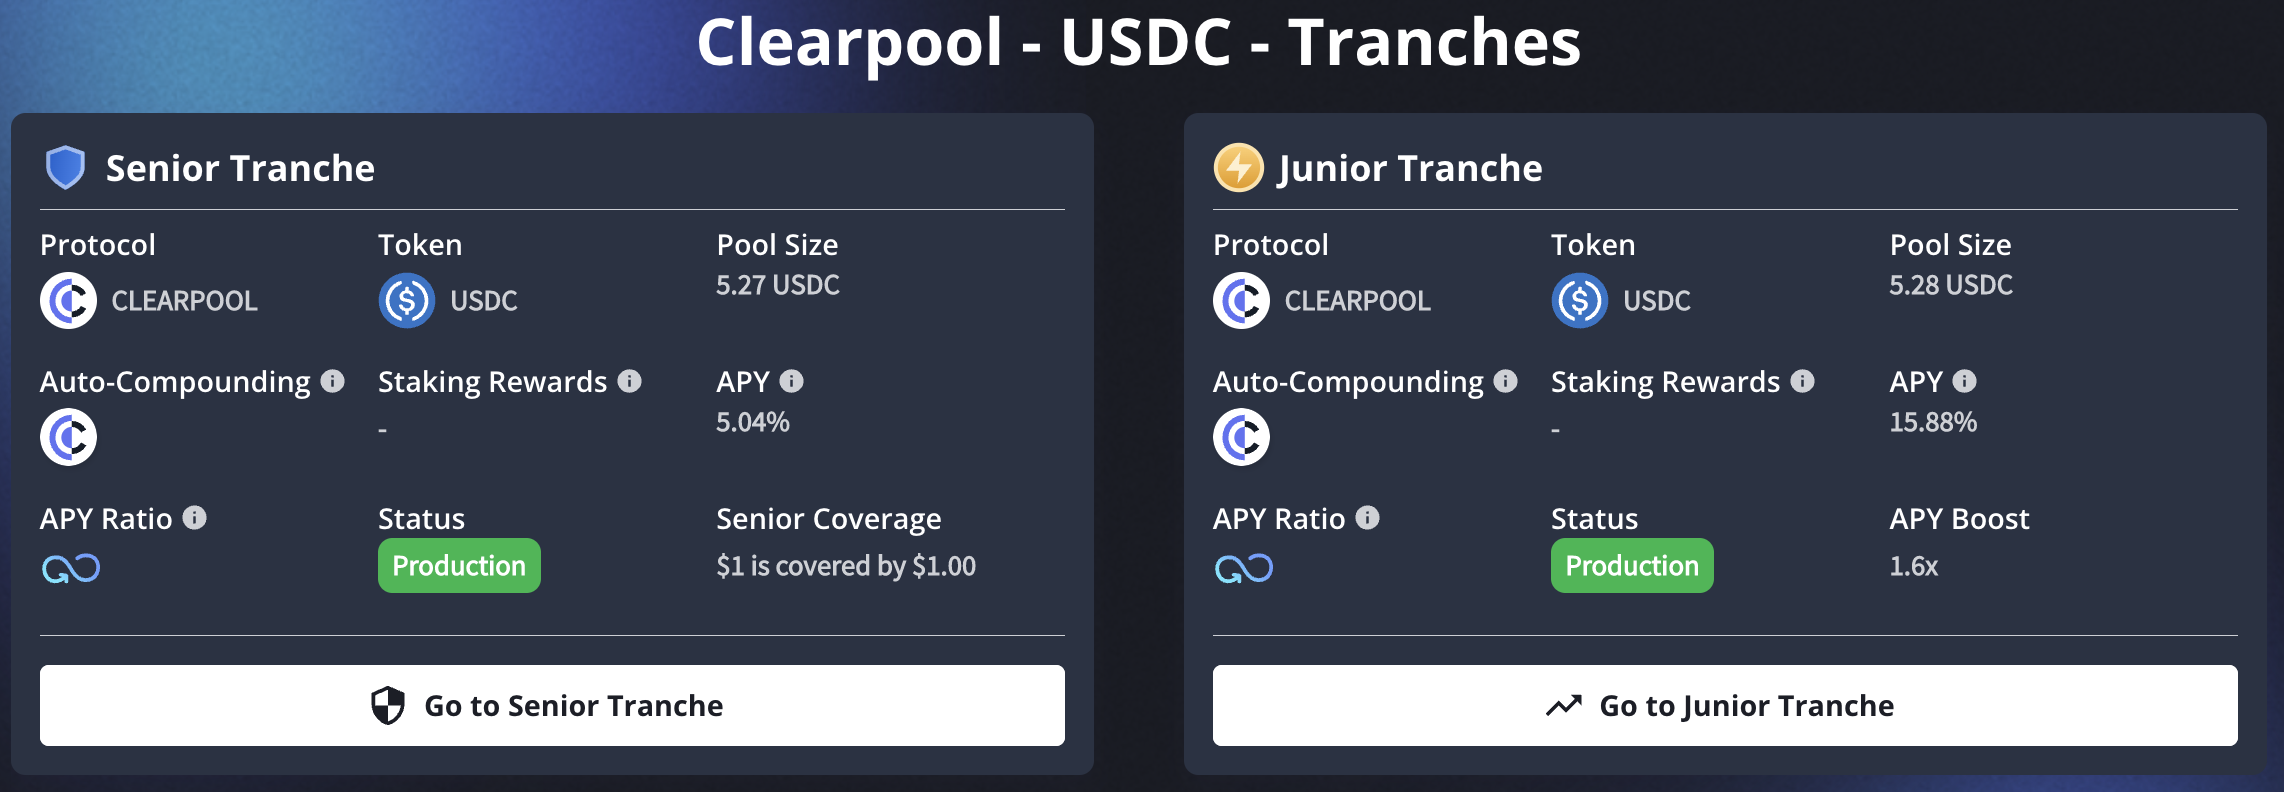 Clearpool - USDC - Tranches
Senior Tranche
Protocol Token Pool Size
CLEARPOOL USDC 5.27 USDC
Auto-Compounding Staking Rewards APY
- 5.04%
APY Ratio Status Senior Coverage
Production $1 is covered by $1.00
Go to Senior Tranche
Junior Tranche
Protocol Token Pool Size
CLEARPOOL USDC 5.28 USDC
Auto-Compounding Staking Rewards APY
- 15.88%
APY Ratio Status APY Boost
Production 1.6x
Go to Junior Tranche